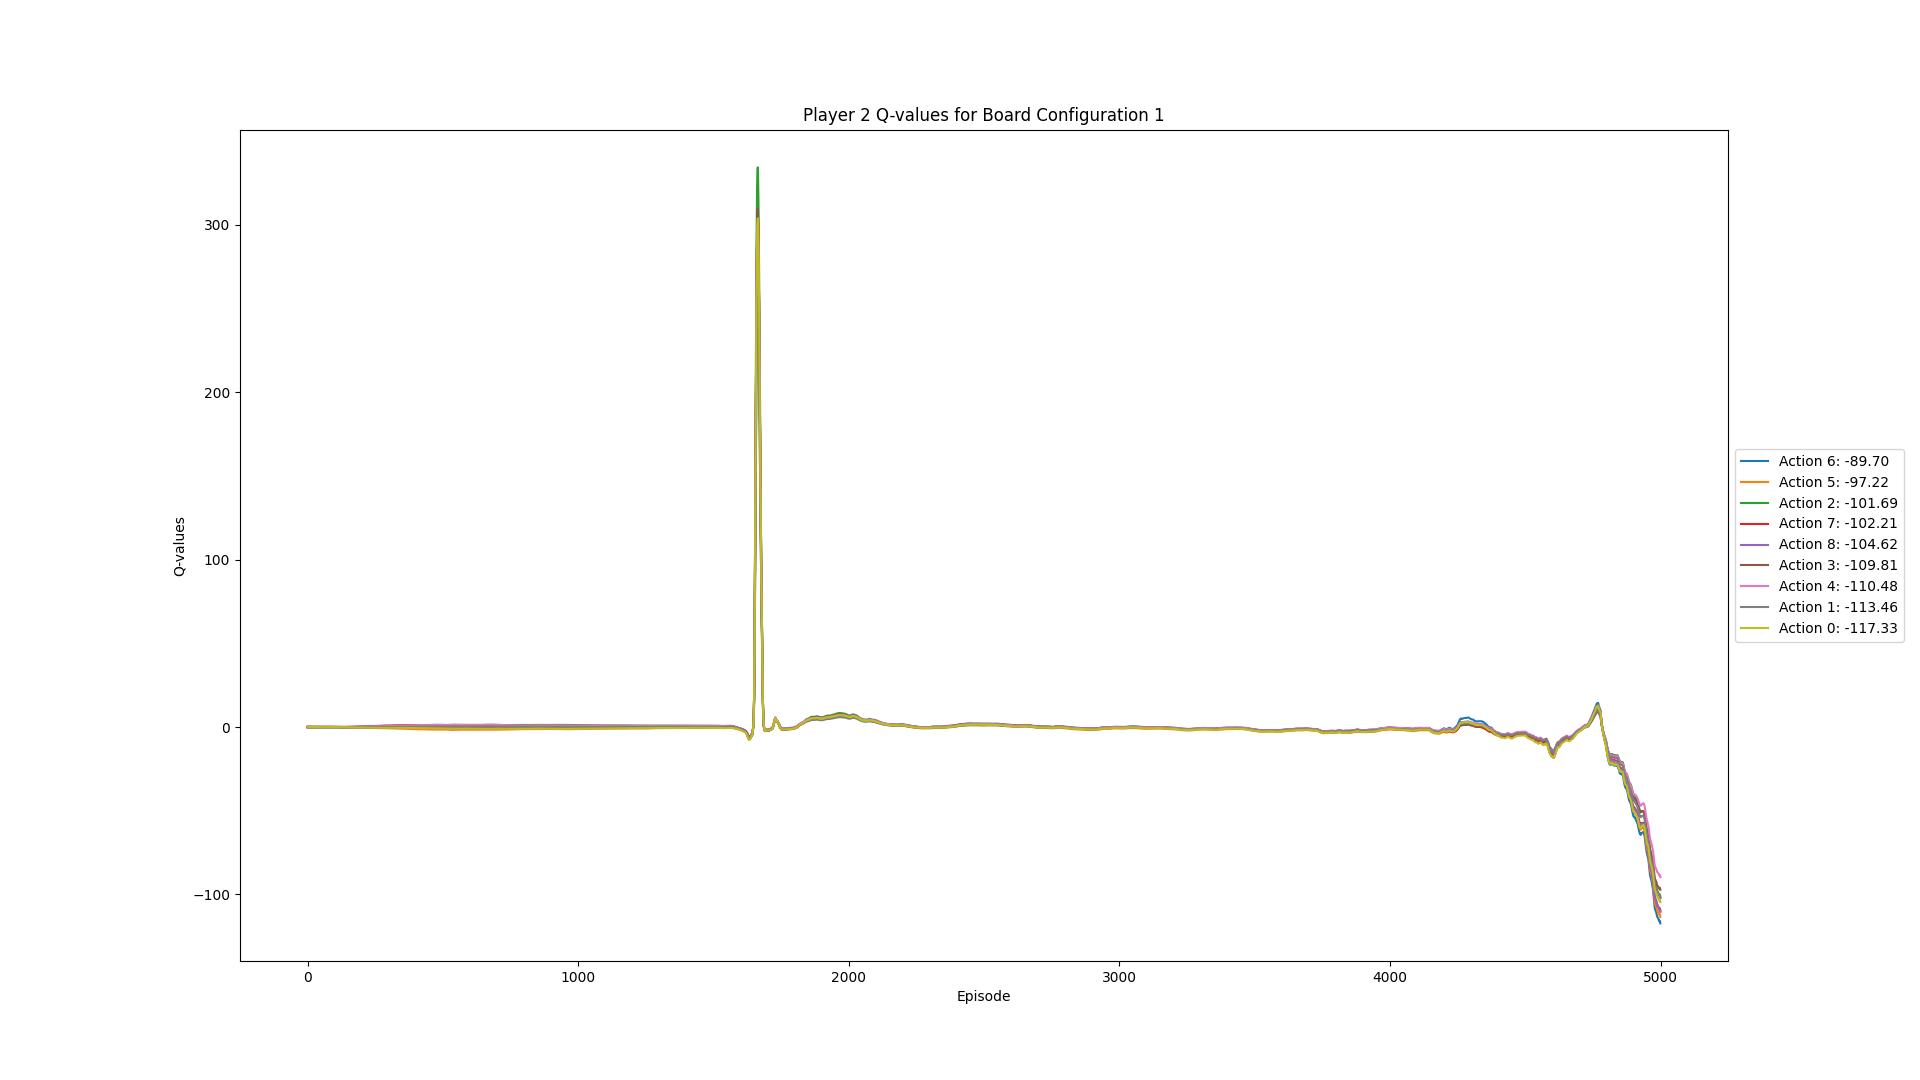 Player 2 Q-values for Board Configuration 1
300
200
100
0
−100
Q-values
0 1000 2000 3000 4000 5000
Episode
Action 6: -89.70
Action 5: -97.22
Action 2: -101.69
Action 7: -102.21
Action 8: -104.62
Action 3: -109.81
Action 4: -110.48
Action 1: -113.46
Action 0: -117.33